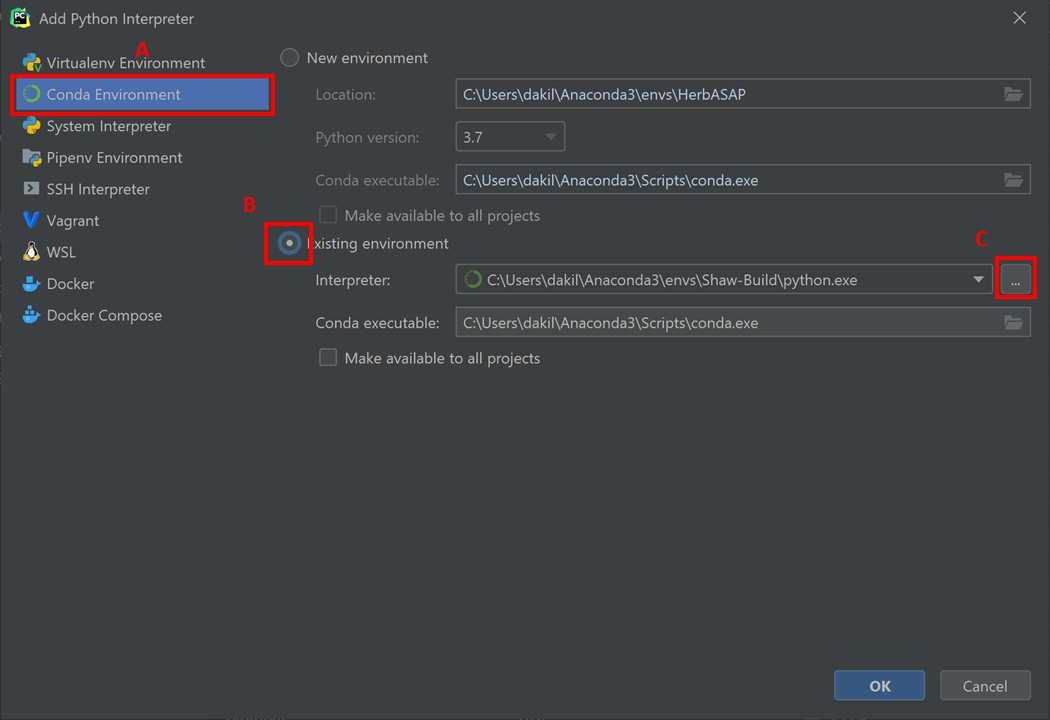 PC Add Python Interpreter
A
Virtualenv Environment
Conda Environment
System Interpreter
Pipenv Environment
SSH Interpreter
Vagrant
WSL
Docker
Docker Compose
New environment
Location: C:\Users\dakil\Anaconda3\envs\HerbASAP
Python version: 3.7
Conda executable: C:\Users\dakil\Anaconda3\Scripts\conda.exe
Make available to all projects
B
Existing environment
C
Interpreter: C:\Users\dakil\Anaconda3\envs\Shaw-Build\python.exe ...
Conda executable: C:\Users\dakil\Anaconda3\Scripts\conda.exe
Make available to all projects
OK Cancel